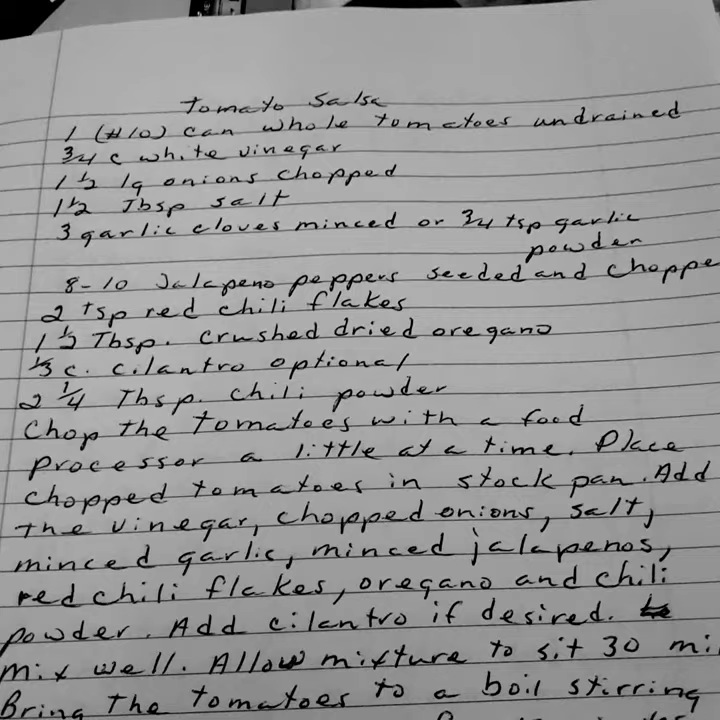 Tomato Salsa
1 (#10) can whole tomatoes undrained
3/4 c white vinegar
1 1/2 lg onions chopped
1 1/2 Tbsp salt
3 garlic cloves minced or 3/4 tsp garlic
powder
8-10 Jalapeno peppers seeded and choppe
2 tsp red chili flakes
1 1/2 Tbsp. crushed dried oregano
1/3 c. cilantro optional
2 1/4 Tbsp. chili powder
Chop the tomatoes with a food
processor a little at a time. Place
chopped tomatoes in stock pan. Add
the vinegar, chopped onions, salt,
minced garlic, minced jalapenos,
red chili flakes, oregano and chili
powder. Add cilantro if desired.
mix well. Allow mixture to sit 30 mi
Bring the tomatoes to a boil stirring